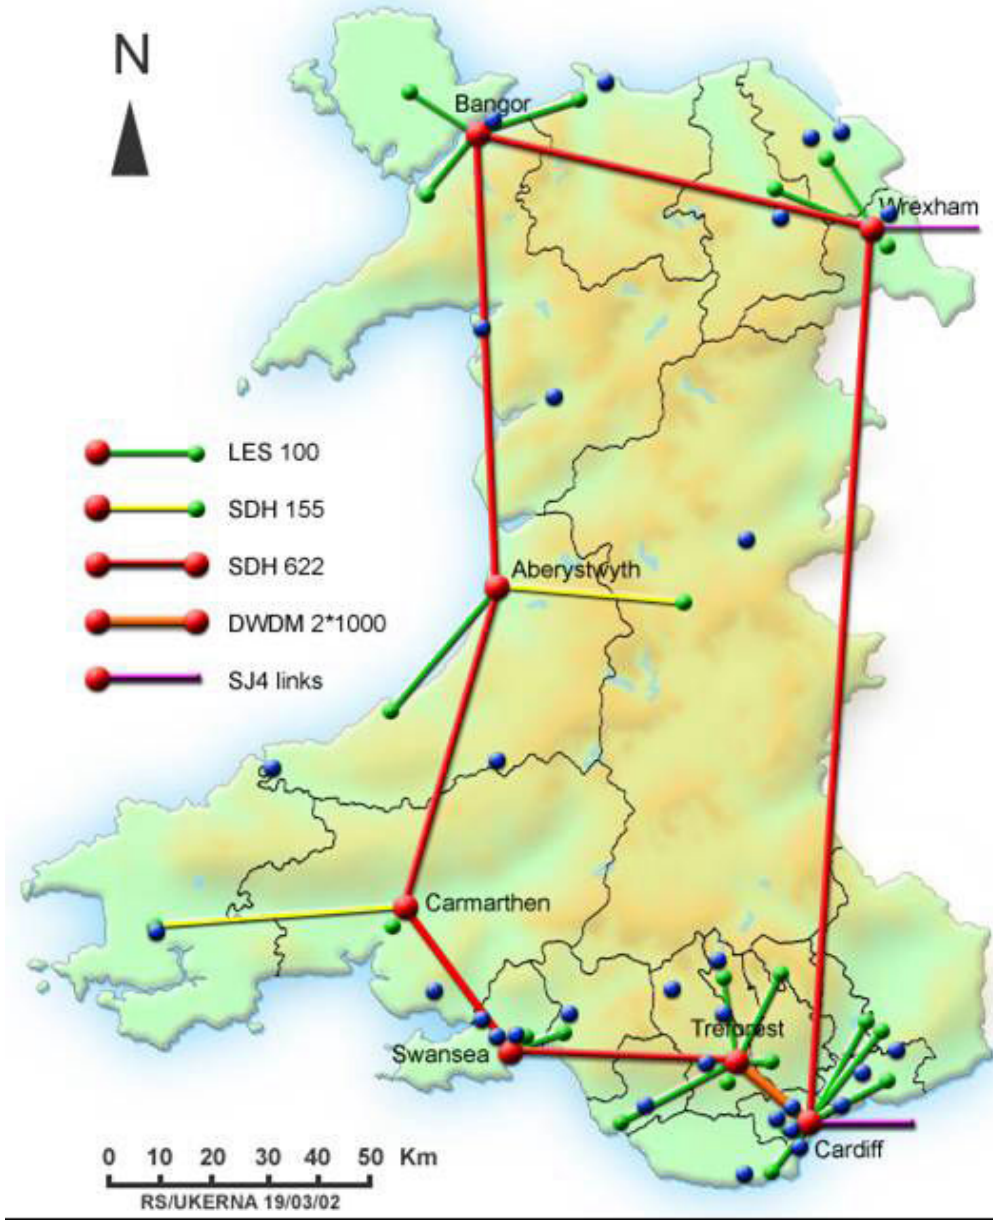 N
Bangor
Wrexham
LES 100
SDH 155
SDH 622
DWDM 2*1000
SJ4 links
Aberystwyth
Carmarthen
Treforest
Swansea
Cardiff
0 10 20 30 40 50 Km
RS/UKERNA 19/03/02